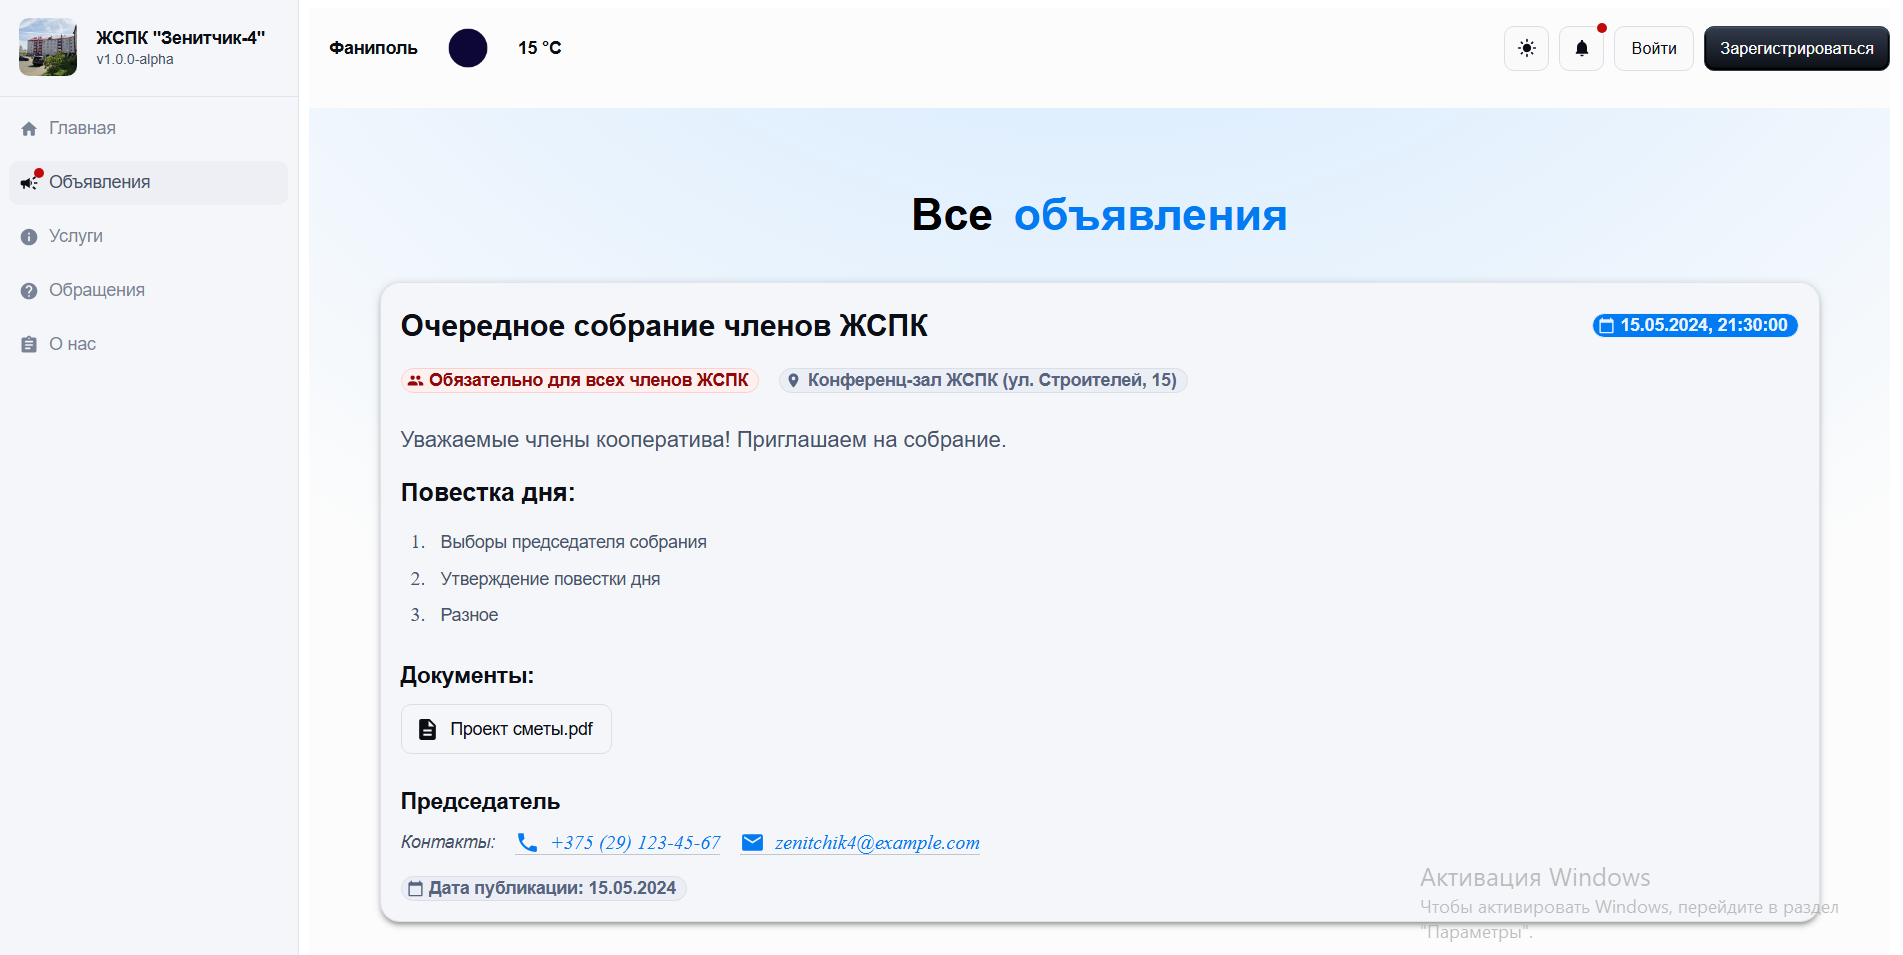 ЖСПК "Зенитчик-4"
v1.0.0-alpha
Фаниполь 15 °C
Войти
Зарегистрироваться
Главная
Объявления
Услуги
Обращения
О нас
Все объявления
Очередное собрание членов ЖСПК
15.05.2024, 21:30:00
Обязательно для всех членов ЖСПК
Конференц-зал ЖСПК (ул. Строителей, 15)
Уважаемые члены кооператива! Приглашаем на собрание.
Повестка дня:
1. Выборы председателя собрания
2. Утверждение повестки дня
3. Разное
Документы:
Проект сметы.pdf
Председатель
Контакты: +375 (29) 123-45-67 zenitchik4@example.com
Дата публикации: 15.05.2024
Активация Windows
Чтобы активировать Windows, перейдите в раздел
"Параметры".